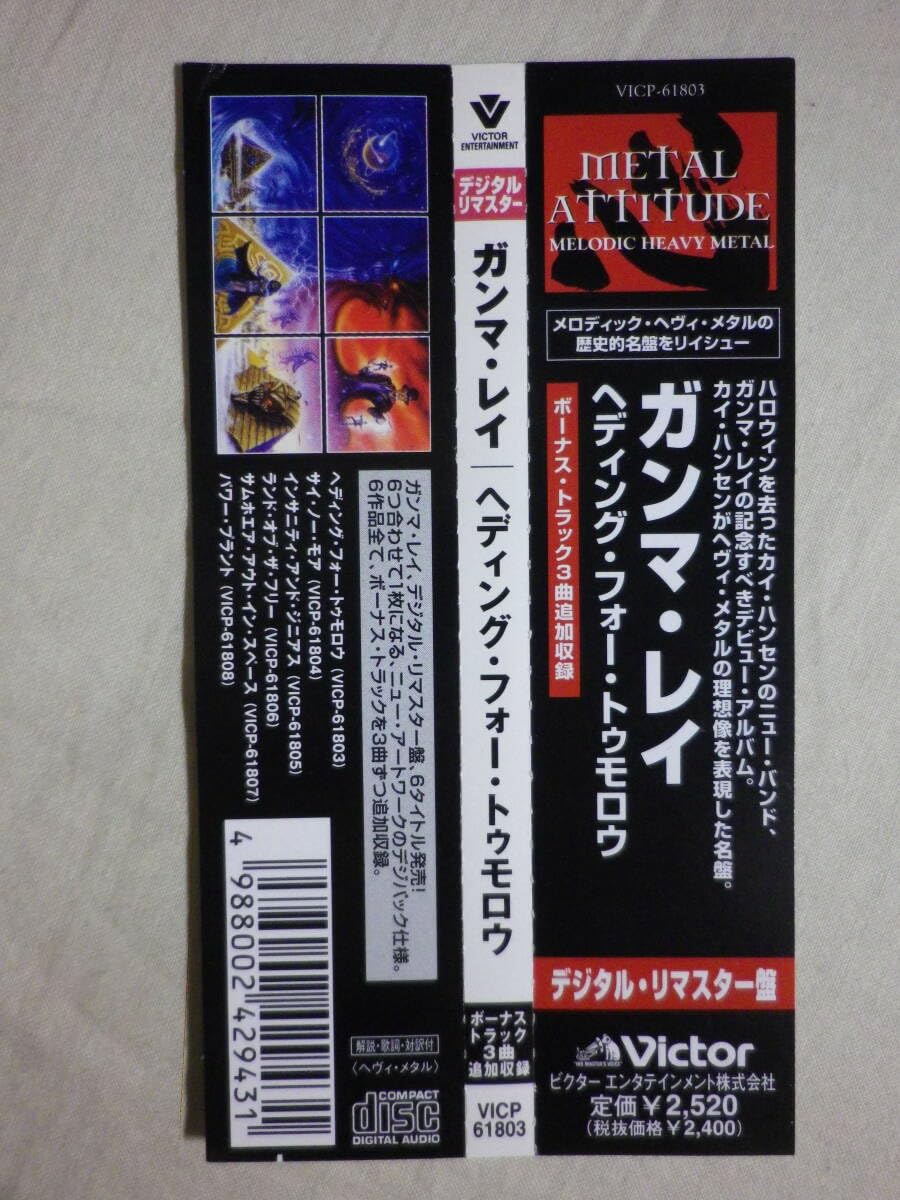 VICP-61803
METAL
ATTITUDE
MELODIC HEAVY METAL
メロディック・ヘヴィ・メタルの
歴史的名盤をリイシュー
ハロウィンを去ったカイ・ハンセンのニュー・バンド、
ガンマ・レイの記念すべきデビュー・アルバム。
カイ・ハンセンがヘヴィ・メタルの理想像を表現した名盤。
ガンマ・レイ
ヘディング・フォー・トゥモロウ
ボーナス・トラック3曲追加収録
デジタル・リマスター盤
"HIS MASTER'S VOICE"
Victor
ビクター エンタテインメント株式会社
定価￥2,520
(税抜価格￥2,400)
VICTOR
ENTERTAINMENT
デジタル
リマスター
ガンマ・レイ
ヘディング・フォー・トゥモロウ
ボーナス
トラック
3曲
追加収録
VICP
61803
ガンマ・レイ、デジタル・リマスター盤、6タイトル発売!
6つ合わせて1枚になる、ニュー・アートワークのデジパック仕様。
6作品全て、ボーナス・トラックを3曲ずつ追加収録。
ヘディング・フォー・トゥモロウ (VICP-61803)
サイ・ノー・モア (VICP-61804)
インサニティ・アンド・ジニアス (VICP-61805)
ランド・オブ・ザ・フリー (VICP-61806)
サムホエア・アウト・イン・スペース (VICP-61807)
パワー・プラント (VICP-61808)
4 988002 429431
解説・歌詞・対訳付
〈ヘヴィ・メタル〉
COMPACT
disc
DIGITAL AUDIO